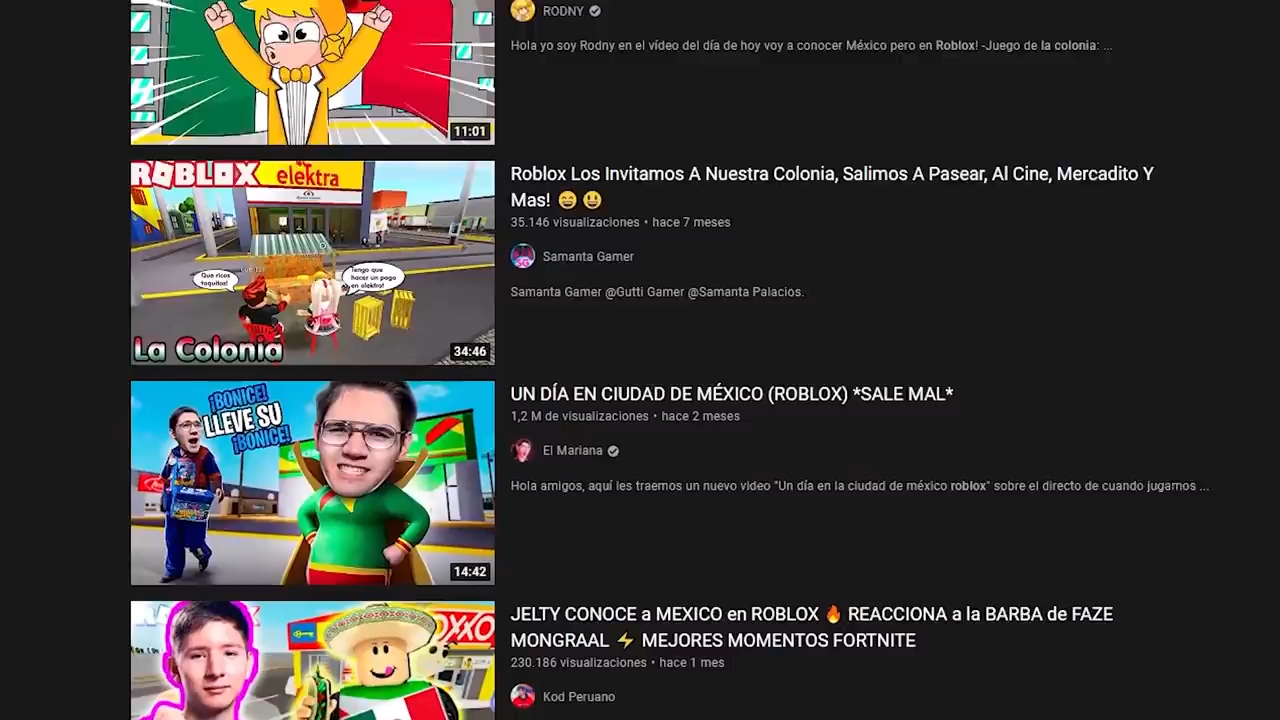 RODNY
Hola yo soy Rodny en el vídeo del día de hoy voy a conocer México pero en Roblox! -Juego de la colonia: ...
11:01
ROBLOX
elektra
Que ricos
taquitos!
Tengo que
hacer un pago
en elektra!
La Colonia
34:46
Roblox Los Invitamos A Nuestra Colonia, Salimos A Pasear, Al Cine, Mercadito Y
Mas! 😁 😃
35.146 visualizaciones • hace 7 meses
SG
Samanta Gamer
Samanta Gamer @Gutti Gamer @Samanta Palacios.
¡BONICE!
LLEVE SU
¡BONICE!
14:42
UN DÍA EN CIUDAD DE MÉXICO (ROBLOX) *SALE MAL*
1,2 M de visualizaciones • hace 2 meses
El Mariana
Hola amigos, aquí les traemos un nuevo video "Un día en la ciudad de méxico roblox" sobre el directo de cuando jugamos ...
OXXO
JELTY CONOCE a MEXICO en ROBLOX 🔥 REACCIONA a la BARBA de FAZE
MONGRAAL ⚡ MEJORES MOMENTOS FORTNITE
230.186 visualizaciones • hace 1 mes
Kod Peruano